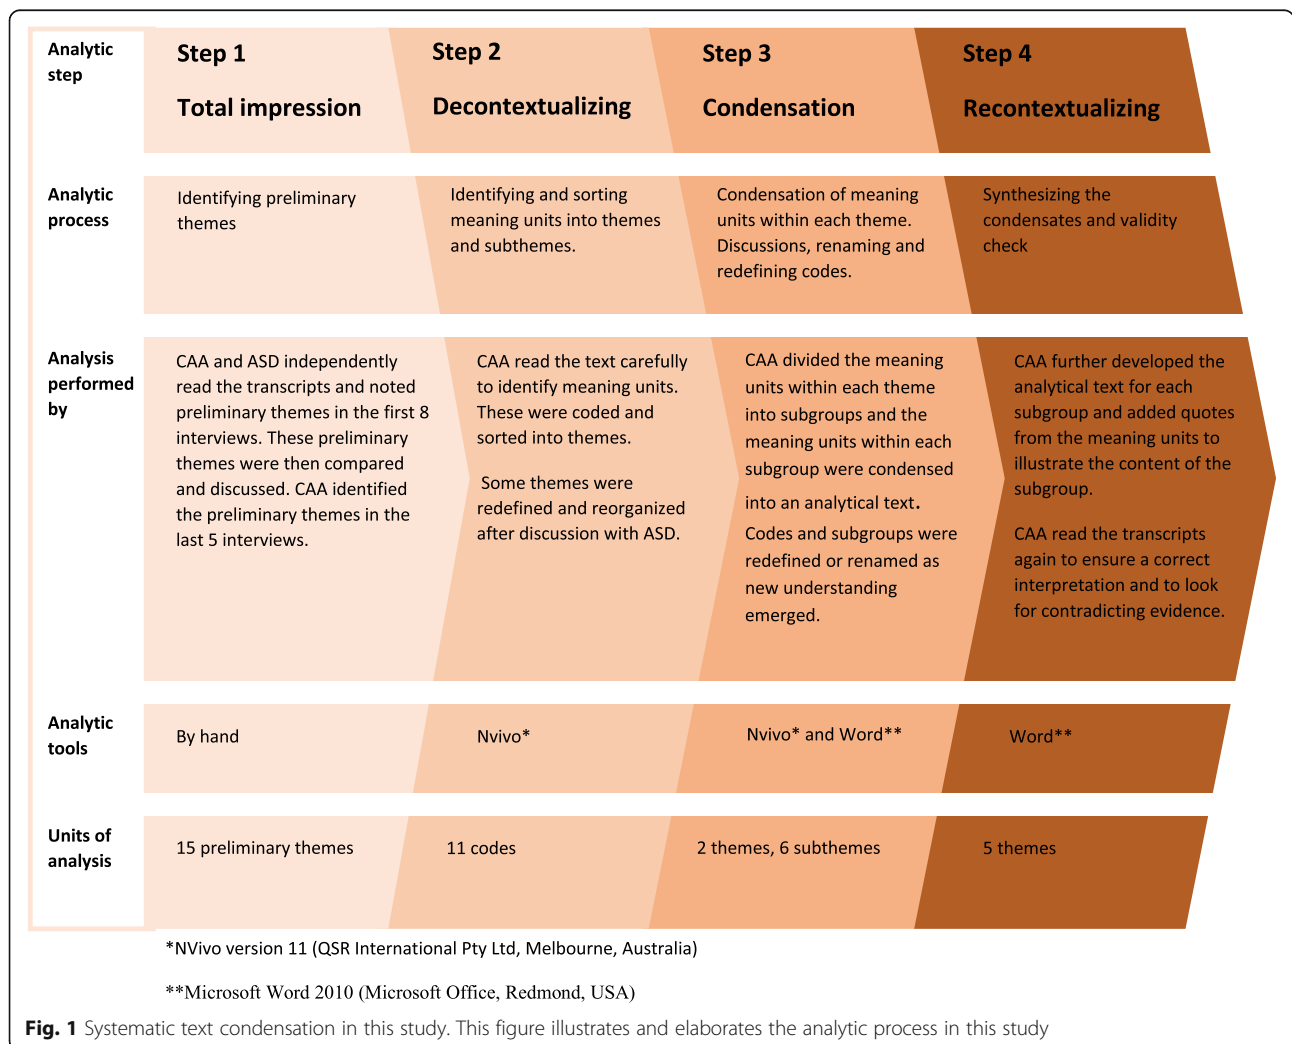 Analytic
step
Step 1
Total impression
Step 2
Decontextualizing
Step 3
Condensation
Step 4
Recontextualizing
Analytic
process
Identifying preliminary
themes
Identifying and sorting
meaning units into themes
and subthemes.
Condensation of meaning
units within each theme.
Discussions, renaming and
redefining codes.
Synthesizing the
condensates and validity
check
Analysis
performed
by
CAA and ASD independently
read the transcripts and noted
preliminary themes in the first 8
interviews. These preliminary
themes were then compared
and discussed. CAA identified
the preliminary themes in the
last 5 interviews.
CAA read the text carefully
to identify meaning units.
These were coded and
sorted into themes.
Some themes were
redefined and reorganized
after discussion with ASD.
CAA divided the meaning
units within each theme
into subgroups and the
meaning units within each
subgroup were condensed
into an analytical text.
Codes and subgroups were
redefined or renamed as
new understanding
emerged.
CAA further developed the
analytical text for each
subgroup and added quotes
from the meaning units to
illustrate the content of the
subgroup.
CAA read the transcripts
again to ensure a correct
interpretation and to look
for contradicting evidence.
Analytic
tools
By hand
Nvivo*
Nvivo* and Word**
Word**
Units of
analysis
15 preliminary themes
11 codes
2 themes, 6 subthemes
5 themes
*NVivo version 11 (QSR International Pty Ltd, Melbourne, Australia)
**Microsoft Word 2010 (Microsoft Office, Redmond, USA)
Fig. 1 Systematic text condensation in this study. This figure illustrates and elaborates the analytic process in this study